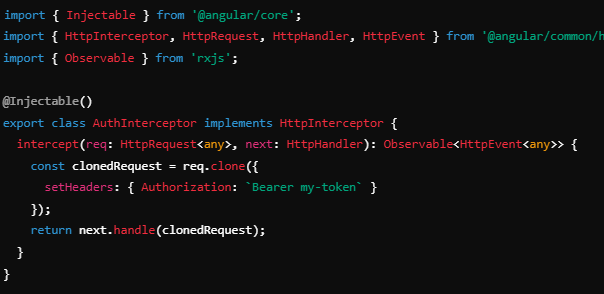 import { Injectable } from '@angular/core';
import { HttpInterceptor, HttpRequest, HttpHandler, HttpEvent } from '@angular/common/h
import { Observable } from 'rxjs';
@Injectable()
export class AuthInterceptor implements HttpInterceptor {
  intercept(req: HttpRequest<any>, next: HttpHandler): Observable<HttpEvent<any>> {
    const clonedRequest = req.clone({
      setHeaders: { Authorization: `Bearer my-token` }
    });
    return next.handle(clonedRequest);
  }
}